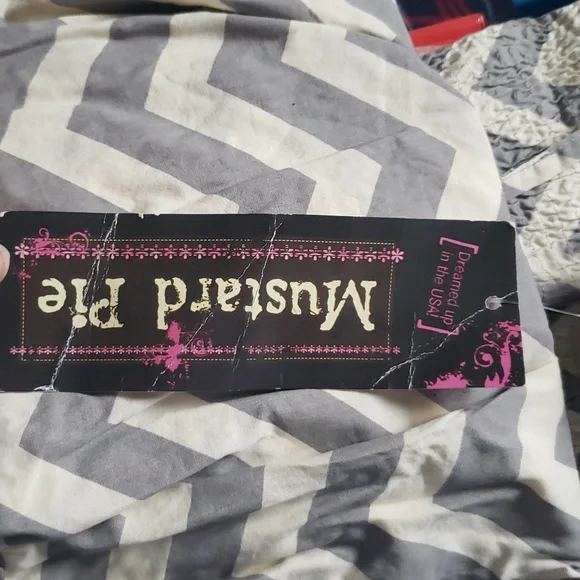 [Dreamed up
in the USA!]
Mustard Pie